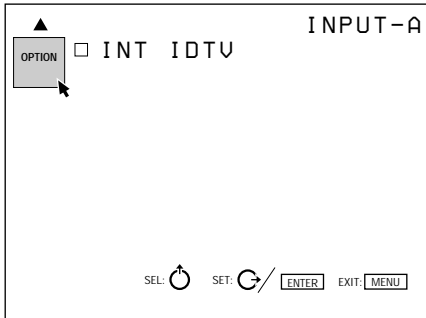 INPUT-A
OPTION
INT IDTV
SEL: SET: ENTER EXIT: MENU